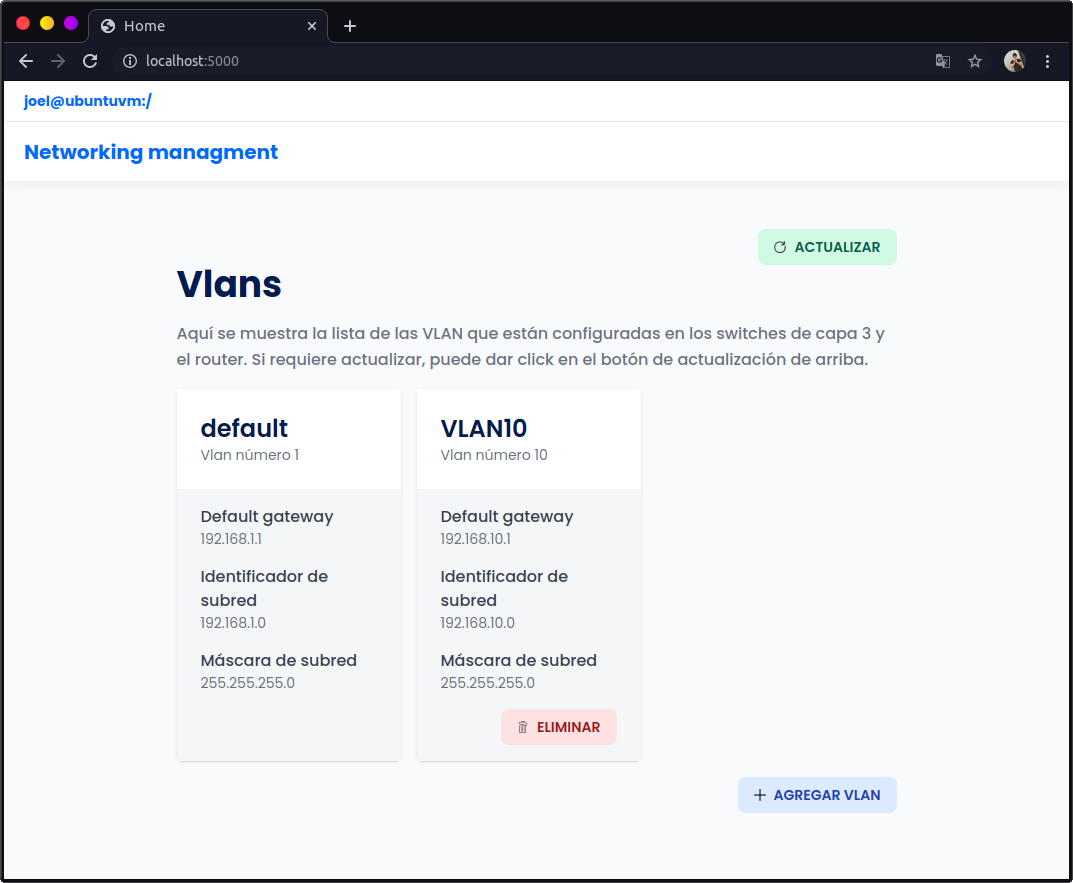 Home
localhost:5000
joel@ubuntuvm:/
Networking managment
ACTUALIZAR
Vlans
Aquí se muestra la lista de las VLAN que están configuradas en los switches de capa 3 y
el router. Si requiere actualizar, puede dar click en el botón de actualización de arriba.
default
Vlan número 1
Default gateway
192.168.1.1
Identificador de
subred
192.168.1.0
Máscara de subred
255.255.255.0
VLAN10
Vlan número 10
Default gateway
192.168.10.1
Identificador de
subred
192.168.10.0
Máscara de subred
255.255.255.0
ELIMINAR
AGREGAR VLAN